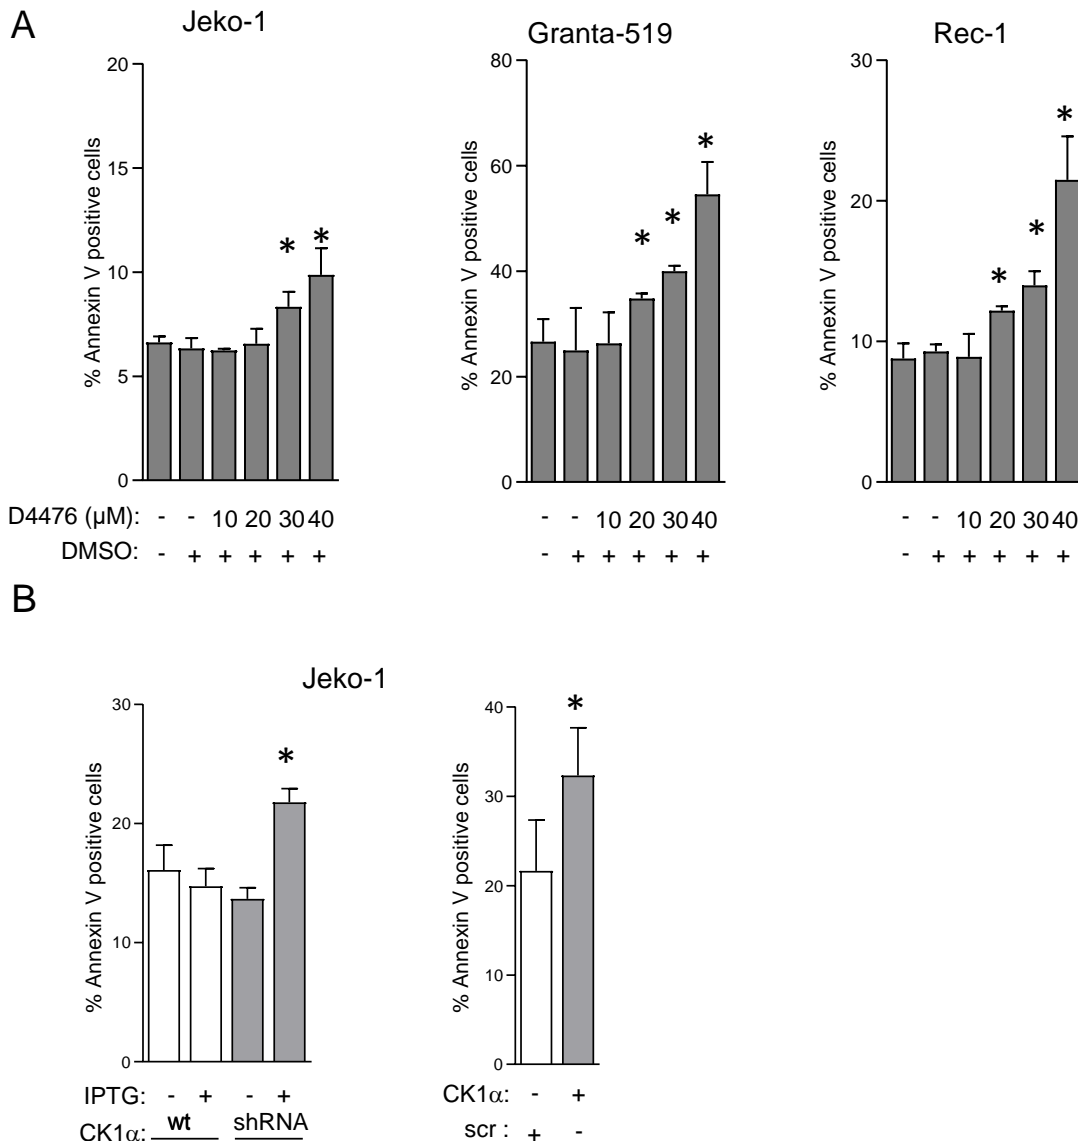 A
Jeko-1
Granta-519
Rec-1
% Annexin V positive cells
20
15
10
5
0
* *
% Annexin V positive cells
80
60
40
20
0
* * *
% Annexin V positive cells
30
20
10
0
* * *
D4476 (µM): - - 10 20 30 40 - - 10 20 30 40 - - 10 20 30 40
DMSO: - + + + + + - + + + + + - + + + + +
B
Jeko-1
% Annexin V positive cells
30
20
10
0
*
% Annexin V positive cells
40
30
20
10
0
*
IPTG: - + - +
CK1α: wt shRNA
CK1α: - +
scr : + -